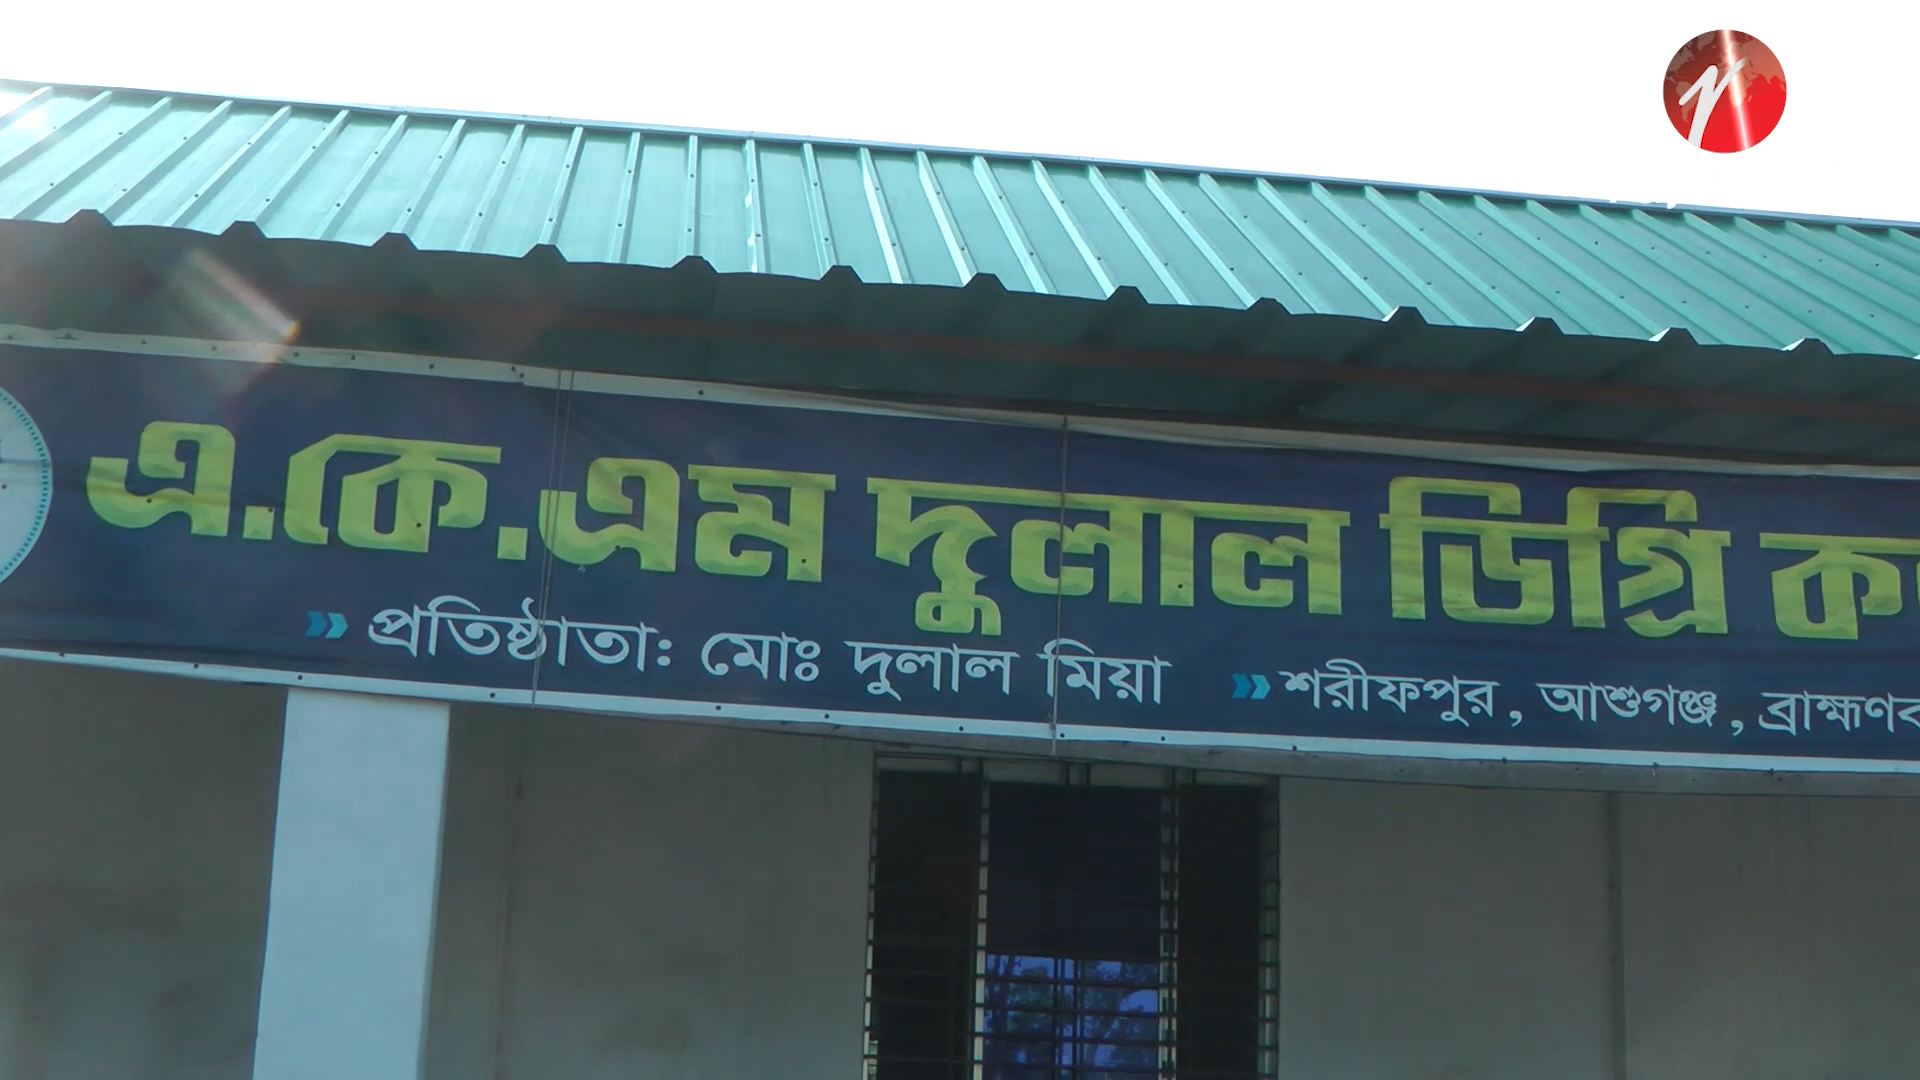 এ.কে.এম দুলাল ডিগ্রি
প্রতিষ্ঠাতা: মোঃ দুলাল মিয়া » শরীফপুর, আশুগঞ্জ,